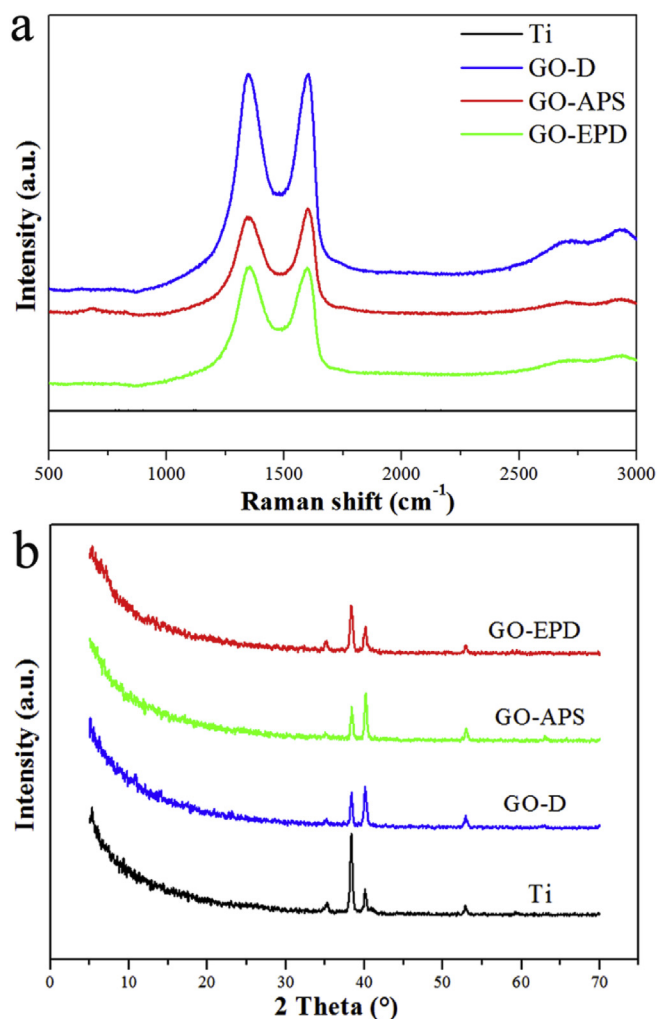 a
Ti
GO-D
GO-APS
GO-EPD
Intensity (a.u.)
500 1000 1500 2000 2500 3000
Raman shift (cm⁻¹)
b
GO-EPD
GO-APS
GO-D
Ti
Intensity (a.u.)
0 10 20 30 40 50 60 70
2 Theta (°)